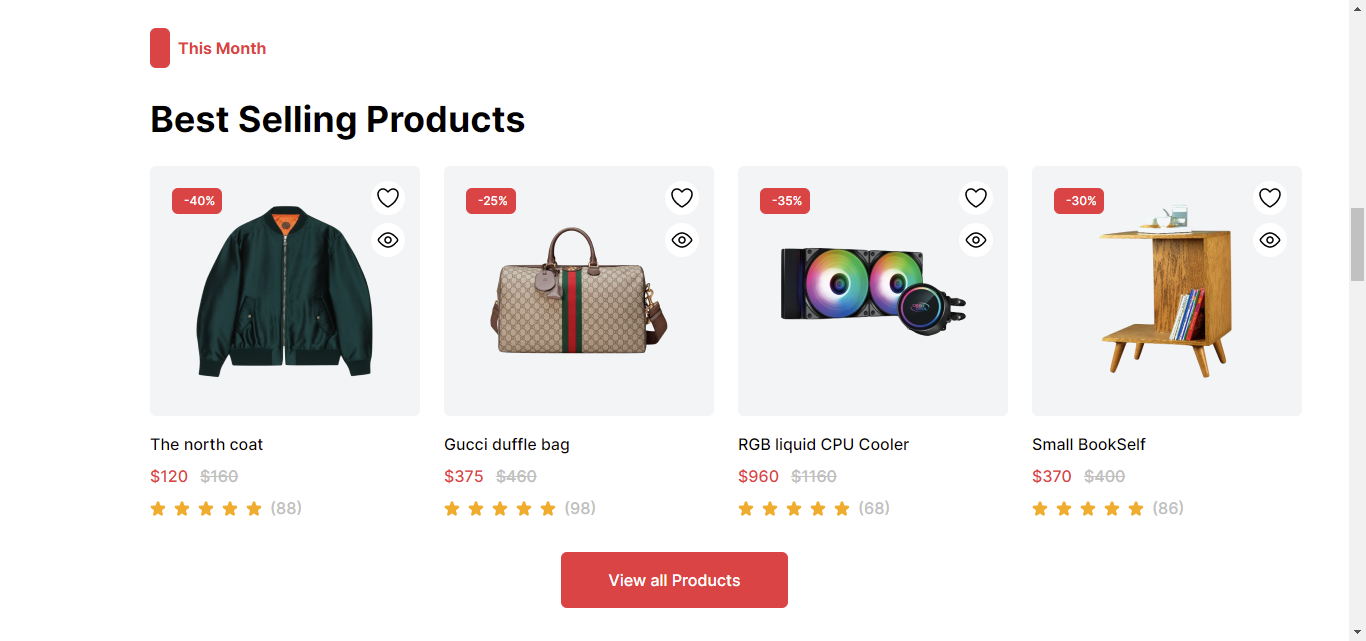 This Month
Best Selling Products
-40%
-25%
-35%
-30%
The north coat
Gucci duffle bag
RGB liquid CPU Cooler
Small BookSelf
$120 $160
$375 $460
$960 $1160
$370 $400
(88)
(98)
(68)
(86)
View all Products